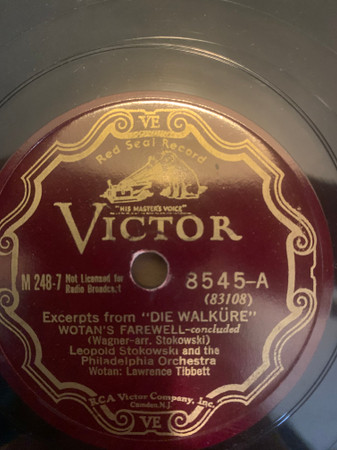 VE
Red Seal Record
"HIS MASTER'S VOICE"
VICTOR
M 248-7
Not Licensed for
Radio Broadcast
8545-A
(83108)
Excerpts from "DIE WALKÜRE"
WOTAN'S FAREWELL-concluded
(Wagner-arr. Stokowski)
Leopold Stokowski and the
Philadelphia Orchestra
Wotan: Lawrence Tibbett
RCA Victor Company, Inc.
Camden, N.J.
VE